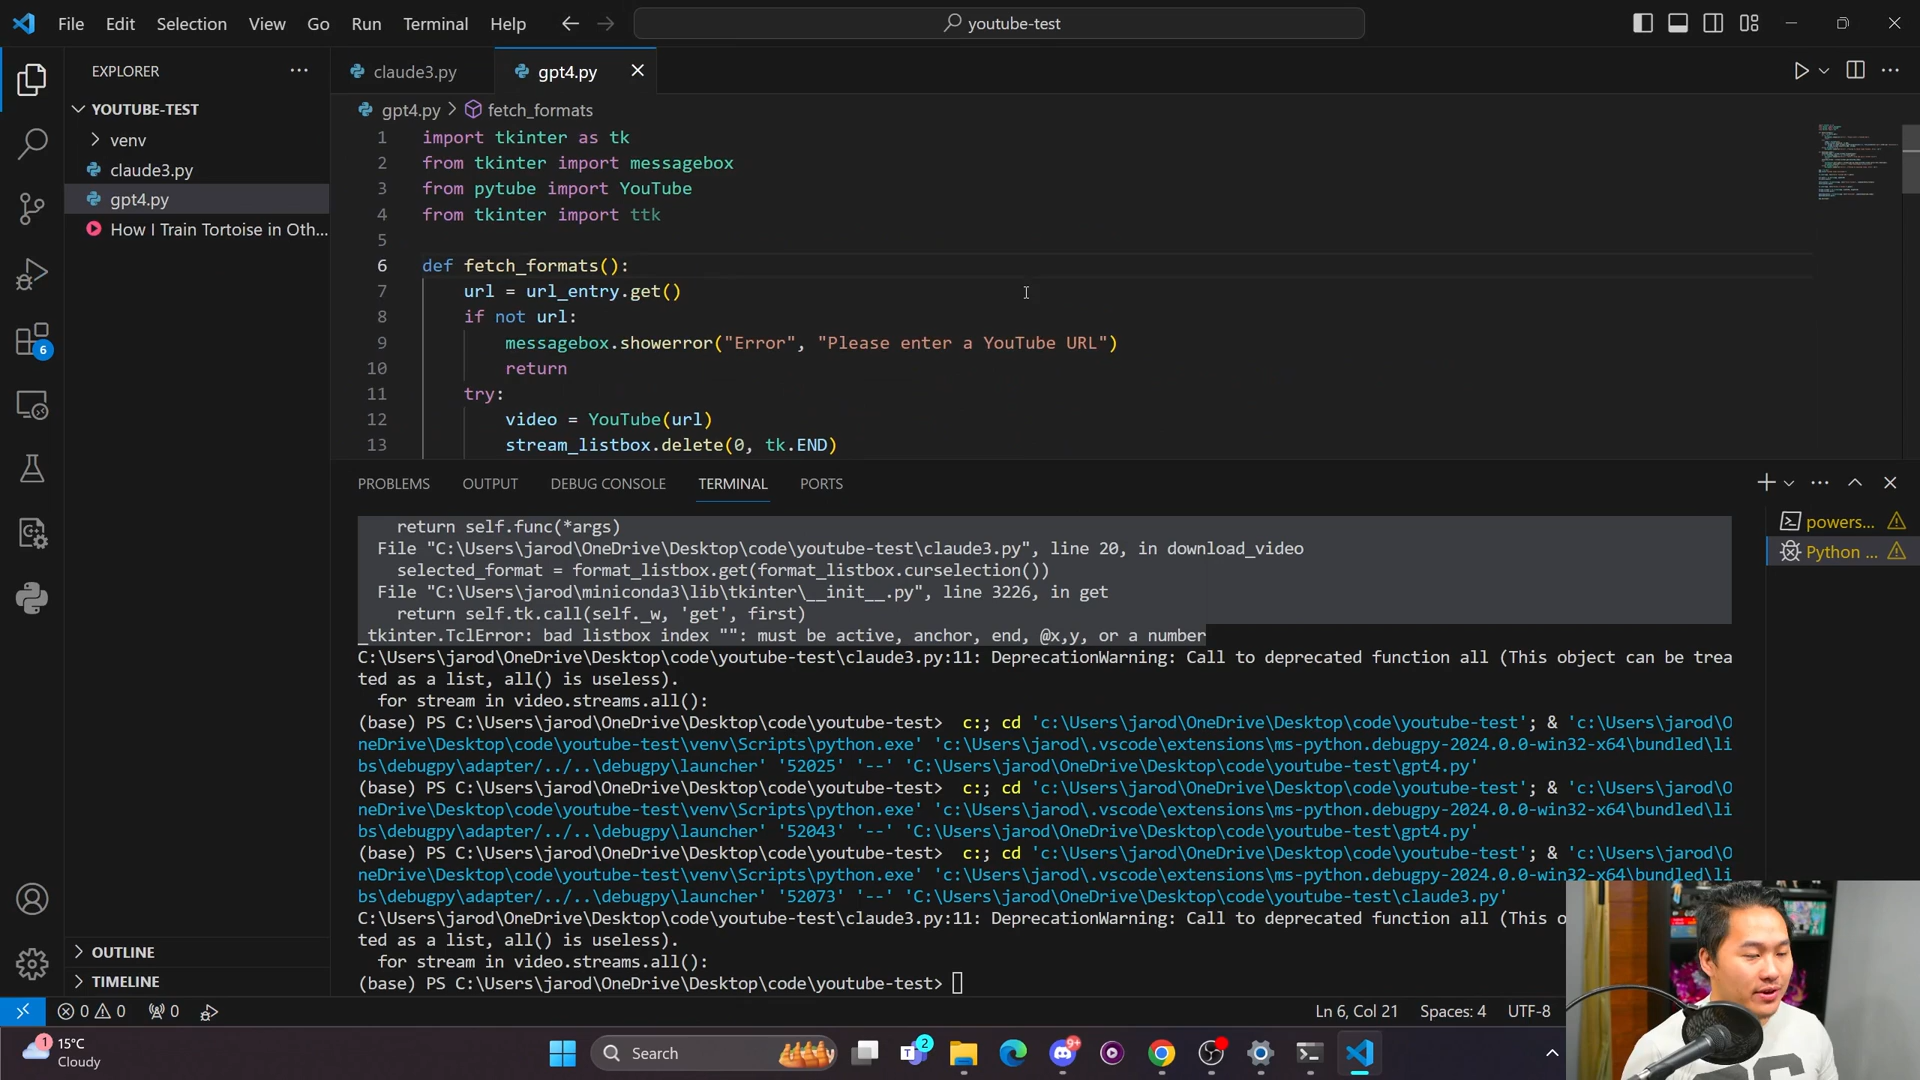 File Edit Selection View Go Run Terminal Help
youtube-test
EXPLORER
YOUTUBE-TEST
venv
claude3.py
gpt4.py
How I Train Tortoise in Oth...
OUTLINE
TIMELINE
6
claude3.py
gpt4.py
gpt4.py > fetch_formats
1 import tkinter as tk
2 from tkinter import messagebox
3 from pytube import YouTube
4 from tkinter import ttk
5
6 def fetch_formats():
7 url = url_entry.get()
8 if not url:
9 messagebox.showerror("Error", "Please enter a YouTube URL")
10 return
11 try:
12 video = YouTube(url)
13 stream_listbox.delete(0, tk.END)
PROBLEMS OUTPUT DEBUG CONSOLE TERMINAL PORTS
powers...
Python ...
return self.func(*args)
File "C:\Users\jarod\OneDrive\Desktop\code\youtube-test\claude3.py", line 20, in download_video
selected_format = format_listbox.get(format_listbox.curselection())
File "C:\Users\jarod\miniconda3\lib\tkinter\__init__.py", line 3226, in get
return self.tk.call(self._w, 'get', first)
_tkinter.TclError: bad listbox index "": must be active, anchor, end, @x,y, or a number
C:\Users\jarod\OneDrive\Desktop\code\youtube-test\claude3.py:11: DeprecationWarning: Call to deprecated function all (This object can be trea
ted as a list, all() is useless).
for stream in video.streams.all():
(base) PS C:\Users\jarod\OneDrive\Desktop\code\youtube-test> c:; cd 'c:\Users\jarod\OneDrive\Desktop\code\youtube-test'; & 'c:\Users\jarod\O
neDrive\Desktop\code\youtube-test\venv\Scripts\python.exe' 'c:\Users\jarod\.vscode\extensions\ms-python.debugpy-2024.0.0-win32-x64\bundled\li
bs\debugpy\adapter/../..\debugpy\launcher' '52025' '--' 'C:\Users\jarod\OneDrive\Desktop\code\youtube-test\gpt4.py'
(base) PS C:\Users\jarod\OneDrive\Desktop\code\youtube-test> c:; cd 'c:\Users\jarod\OneDrive\Desktop\code\youtube-test'; & 'c:\Users\jarod\O
neDrive\Desktop\code\youtube-test\venv\Scripts\python.exe' 'c:\Users\jarod\.vscode\extensions\ms-python.debugpy-2024.0.0-win32-x64\bundled\li
bs\debugpy\adapter/../..\debugpy\launcher' '52043' '--' 'C:\Users\jarod\OneDrive\Desktop\code\youtube-test\gpt4.py'
(base) PS C:\Users\jarod\OneDrive\Desktop\code\youtube-test> c:; cd 'c:\Users\jarod\OneDrive\Desktop\code\youtube-test'; & 'c:\Users\jarod\O
neDrive\Desktop\code\youtube-test\venv\Scripts\python.exe' 'c:\Users\jarod\.vscode\extensions\ms-python.debugpy-2024.0.0-win32-x
bs\debugpy\adapter/../..\debugpy\launcher' '52073' '--' 'C:\Users\jarod\OneDrive\Desktop\code\youtube-test\claude3.py'
C:\Users\jarod\OneDrive\Desktop\code\youtube-test\claude3.py:11: DeprecationWarning: Call to deprecated function all (This o
ted as a list, all() is useless).
for stream in video.streams.all():
(base) PS C:\Users\jarod\OneDrive\Desktop\code\youtube-test>
0 0 0 Ln 6, Col 21 Spaces: 4 UTF-8
1 15°C
Cloudy
Search
2
9+